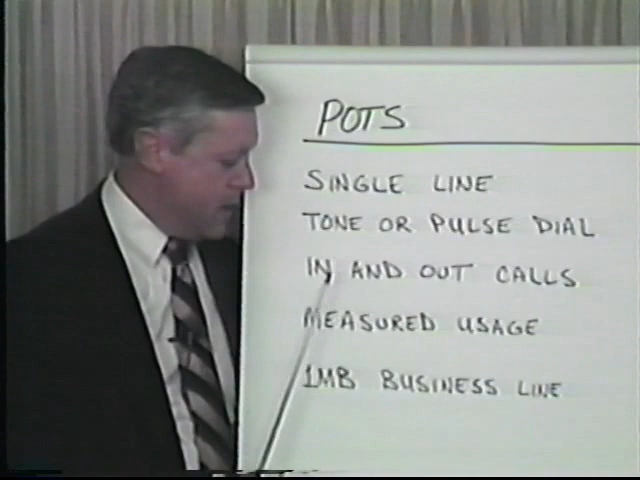 POTS
SINGLE LINE
TONE OR PULSE DIAL
IN AND OUT CALLS
MEASURED USAGE
1MB BUSINESS LINE